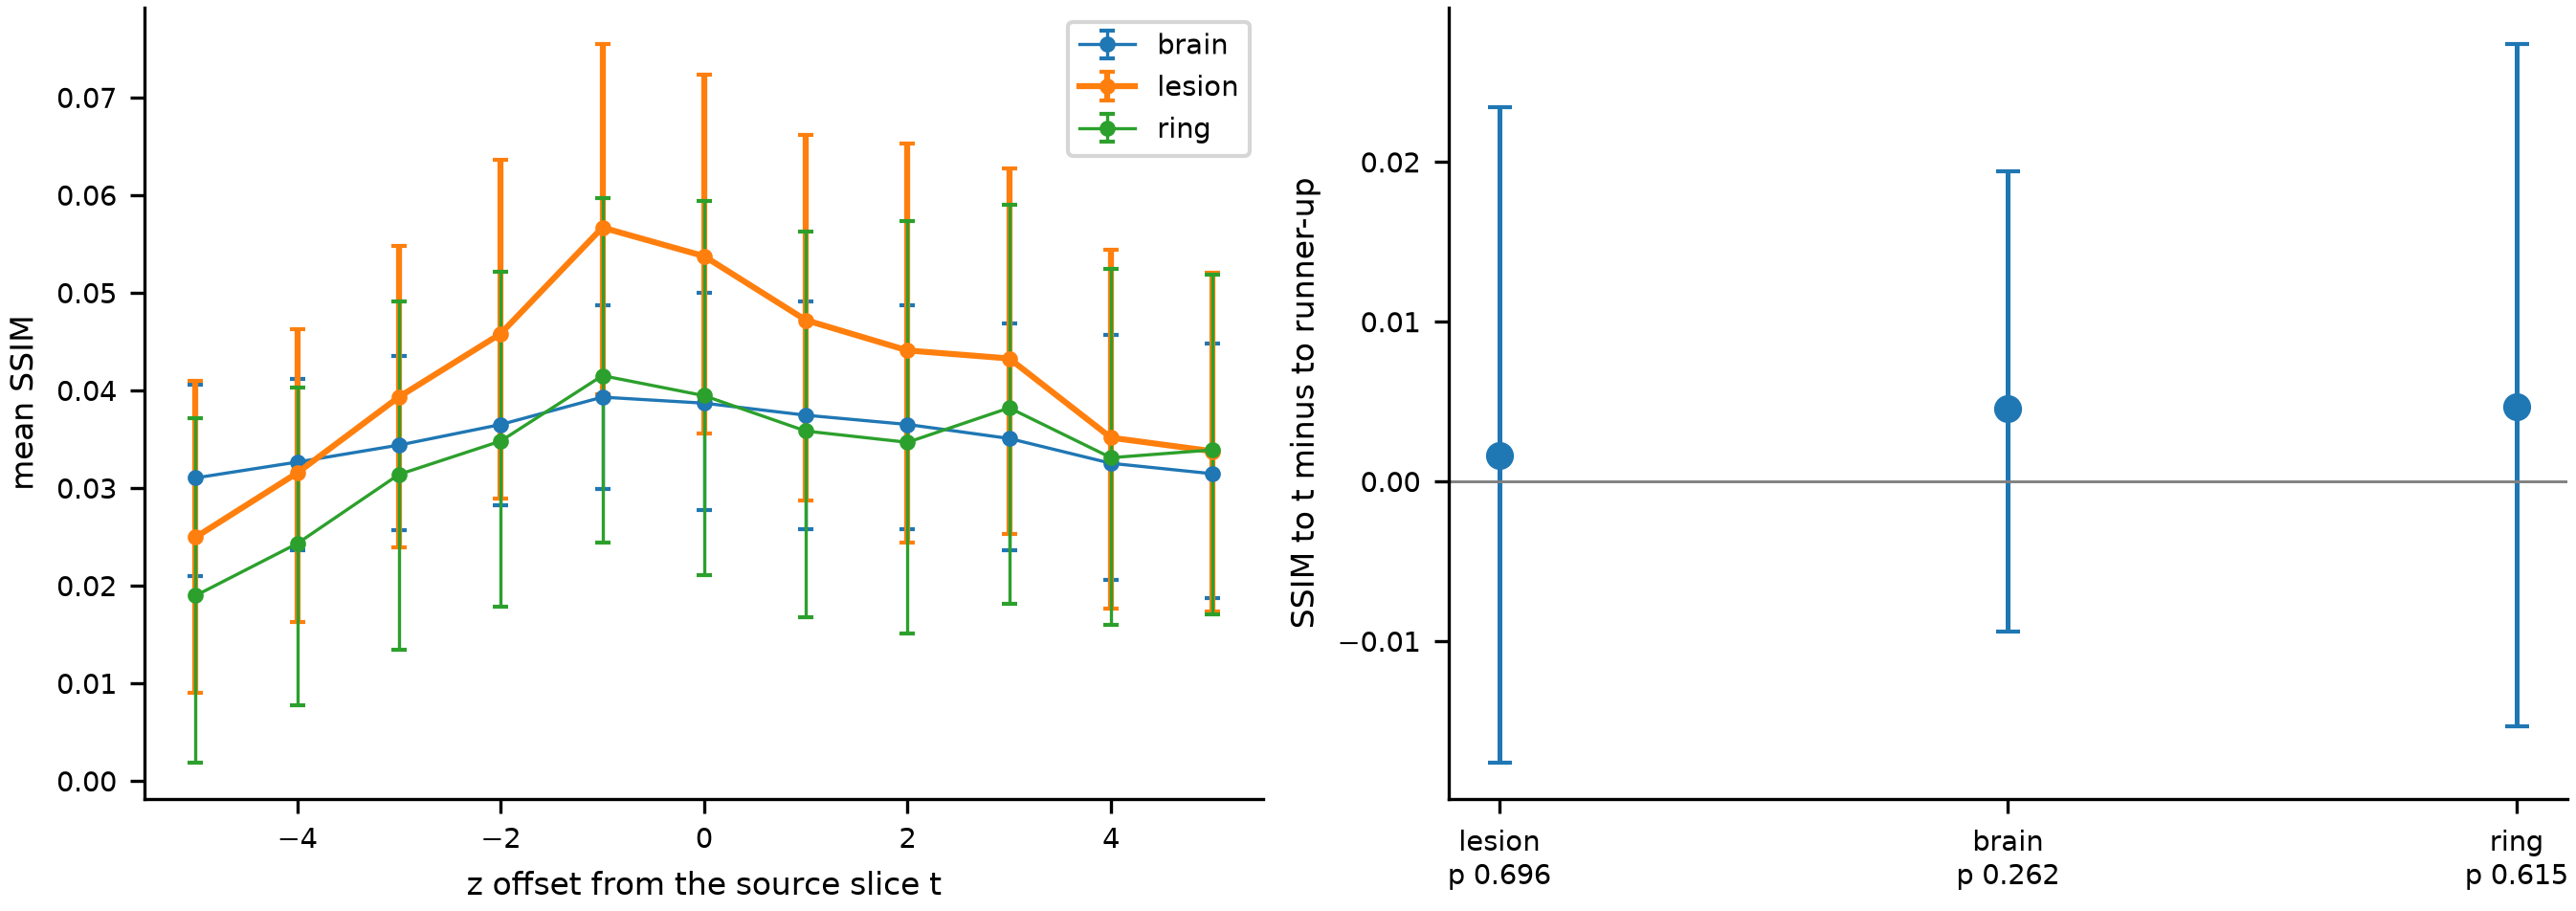 mean SSIM
0.07
0.06
0.05
0.04
0.03
0.02
0.01
0.00
−4
−2
0
2
4
z offset from the source slice t
brain
lesion
ring
SSIM to t minus to runner-up
0.02
0.01
0.00
−0.01
lesion
p 0.696
brain
p 0.262
ring
p 0.615